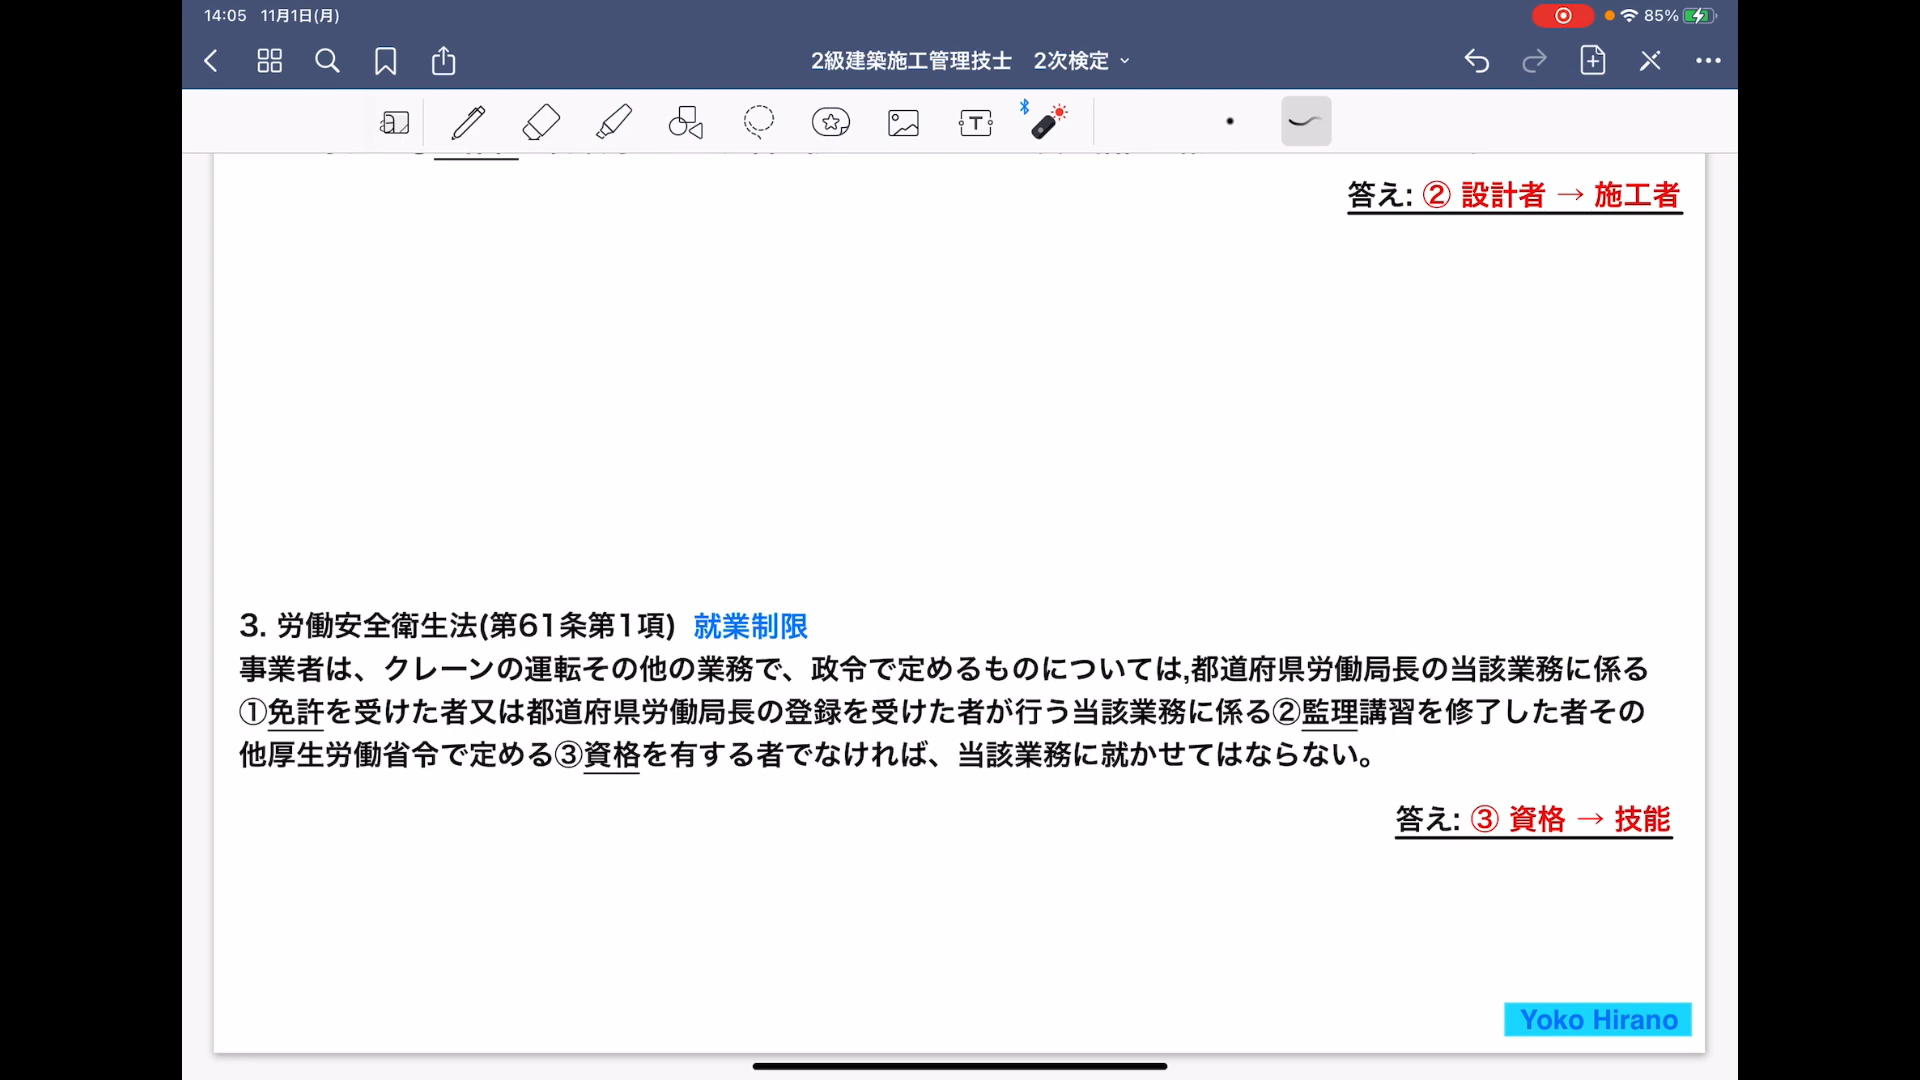 14:05 11月1日(月)
85%
2級建築施工管理技士 2次検定
答え: ② 設計者 → 施工者
3. 労働安全衛生法(第61条第1項) 就業制限
事業者は、クレーンの運転その他の業務で、政令で定めるものについては,都道府県労働局長の当該業務に係る
①免許を受けた者又は都道府県労働局長の登録を受けた者が行う当該業務に係る②監理講習を修了した者その
他厚生労働省令で定める③資格を有する者でなければ、当該業務に就かせてはならない。
答え: ③ 資格 → 技能
Yoko Hirano